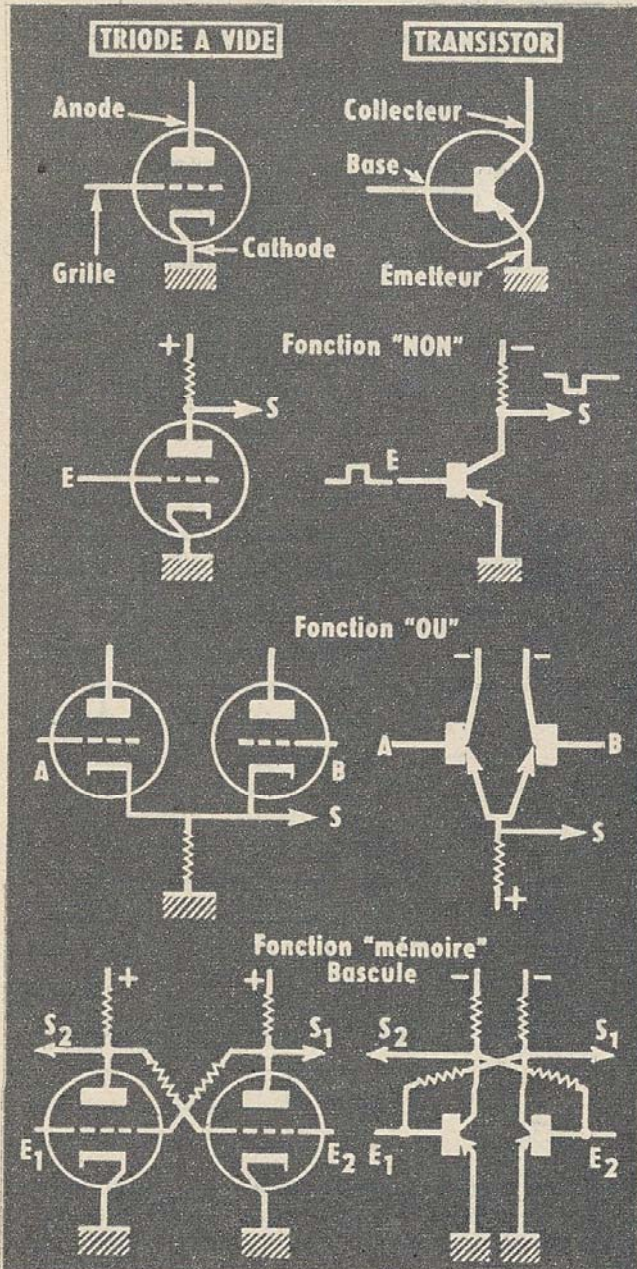 TRIODE A VIDE
TRANSISTOR
Anode
Grille
Cathode
Collecteur
Base
Émetteur
Fonction "NON"
+
S
E
-
S
E
Fonction "OU"
A
B
S
-
-
A
B
S
+
Fonction "mémoire"
Bascule
+
+
S2
S1
E1
E2
-
-
S2
S1
E1
E2